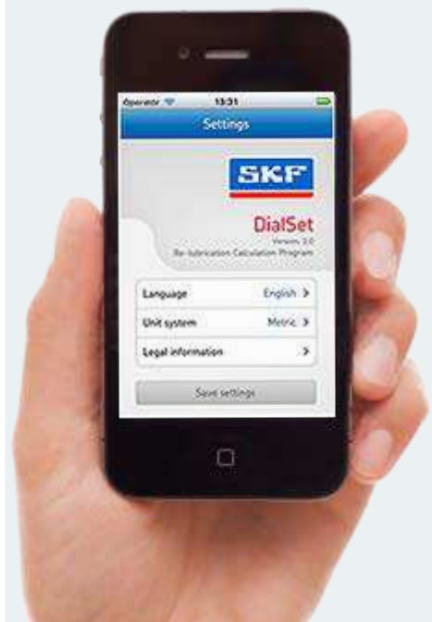 Operator 13:31
Settings
SKF
DialSet
Version 2.0
Re-lubrication Calculation Program
Language English >
Unit system Metric >
Legal information >
Save settings